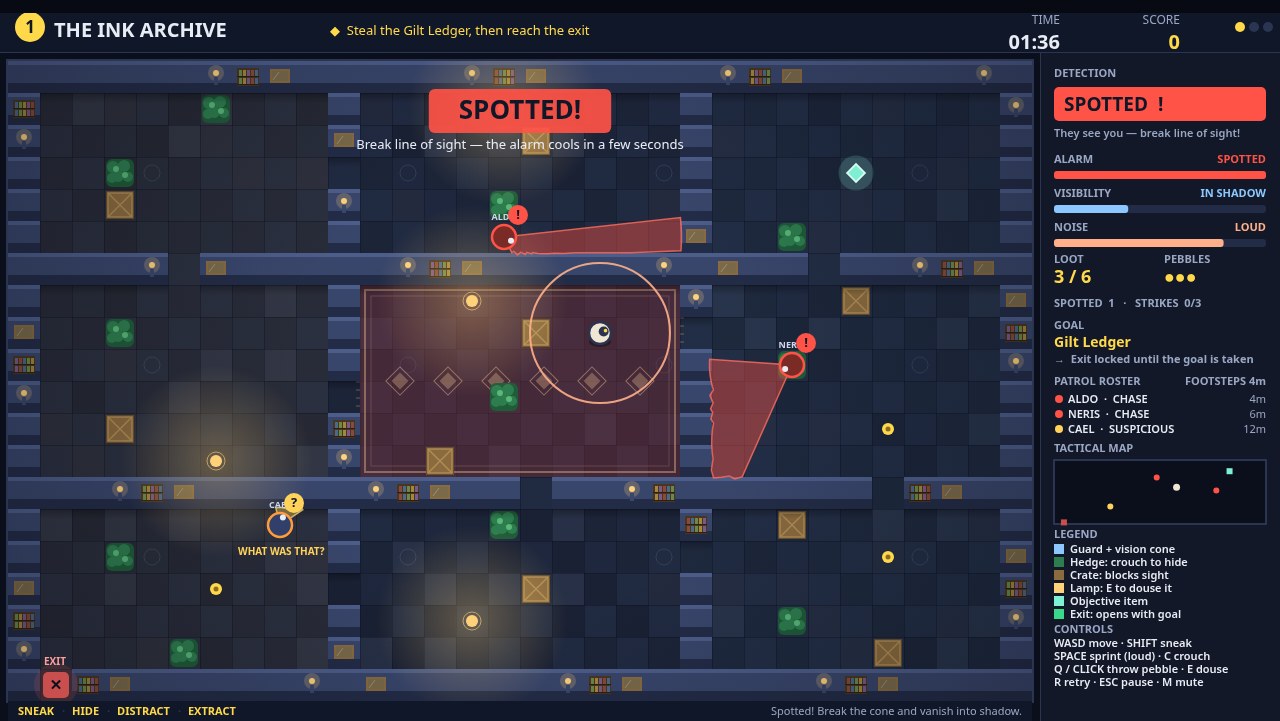 1 THE INK ARCHIVE
◆ Steal the Gilt Ledger, then reach the exit
TIME
01:36
SCORE
0
SPOTTED!
Break line of sight — the alarm cools in a few seconds
!
!
?
WHAT WAS THAT?
EXIT
×
SNEAK · HIDE · DISTRACT · EXTRACT
Spotted! Break the cone and vanish into shadow.
DETECTION
SPOTTED !
They see you — break line of sight!
ALARM SPOTTED
VISIBILITY IN SHADOW
NOISE LOUD
LOOT PEBBLES
3 / 6 ●●●
SPOTTED 1 · STRIKES 0/3
GOAL
Gilt Ledger
→ Exit locked until the goal is taken
PATROL ROSTER FOOTSTEPS 4m
ALDO · CHASE 4m
NERIS · CHASE 6m
CAEL · SUSPICIOUS 12m
TACTICAL MAP
LEGEND
Guard + vision cone
Hedge: crouch to hide
Crate: blocks sight
Lamp: E to douse it
Objective item
Exit: opens with goal
CONTROLS
WASD move · SHIFT sneak
SPACE sprint (loud) · C crouch
Q / CLICK throw pebble · E douse
R retry · ESC pause · M mute